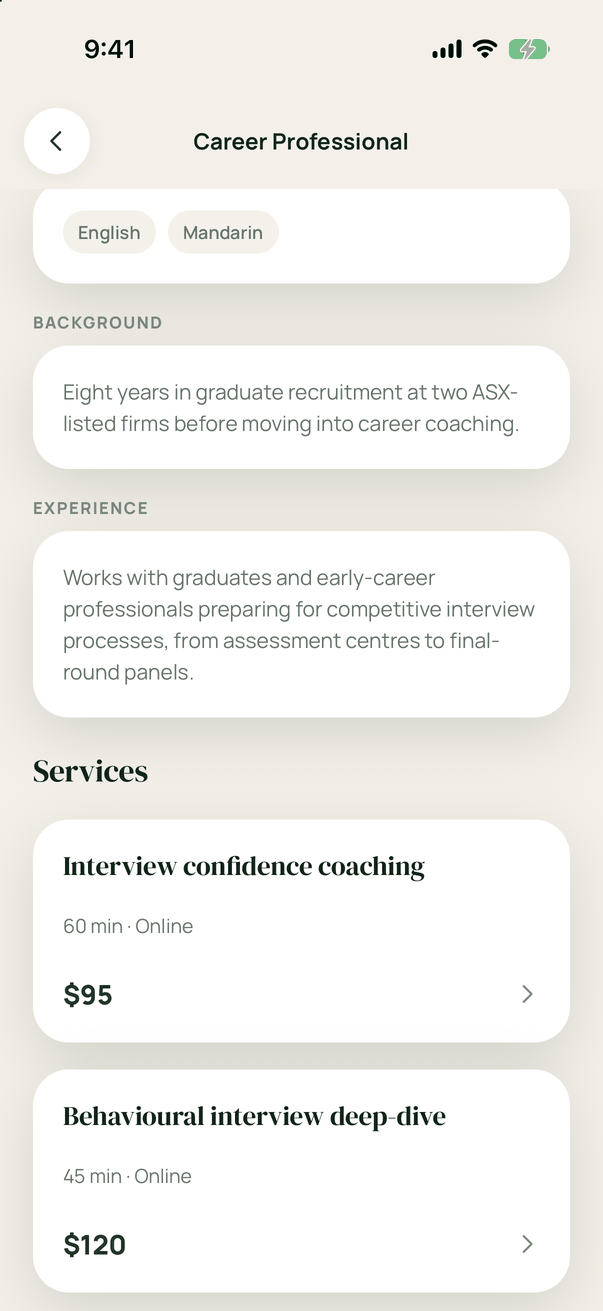 9:41
Career Professional
English Mandarin
BACKGROUND
Eight years in graduate recruitment at two ASX-
listed firms before moving into career coaching.
EXPERIENCE
Works with graduates and early-career
professionals preparing for competitive interview
processes, from assessment centres to final-
round panels.
Services
Interview confidence coaching
60 min · Online
$95
Behavioural interview deep-dive
45 min · Online
$120